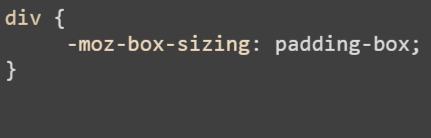 div {
     -moz-box-sizing: padding-box;
}